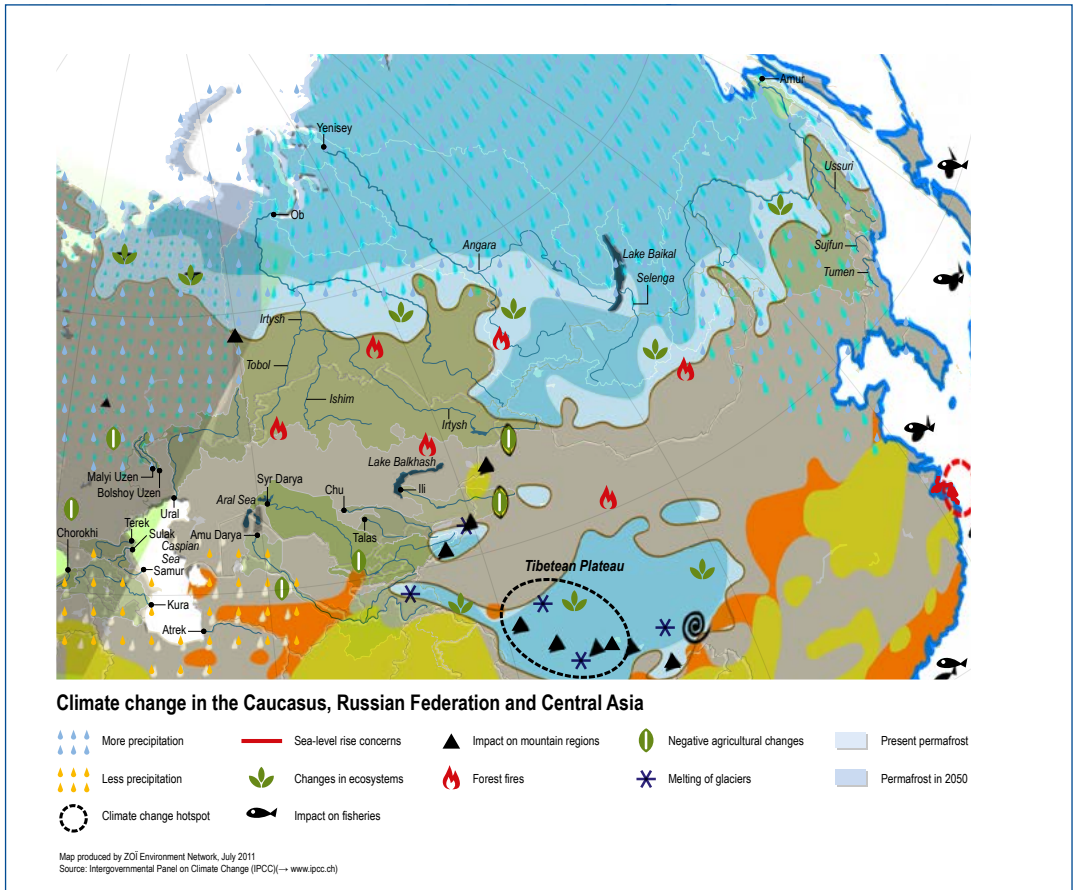 Amur
Yenisey
Ussuri
Ob
Angara
Lake Baikal
Sujfun
Selenga
Tumen
Irtysh
Tobol
Ishim
Irtysh
Lake Balkhash
Malyi Uzen
Bolshoy Uzen
Syr Darya
Chu
Ili
Aral Sea
Ural
Chorokhi
Terek
Sulak
Amu Darya
Talas
Caspian
Sea
Samur
Tibetean Plateau
Kura
Atrek
Climate change in the Caucasus, Russian Federation and Central Asia
More precipitation
Sea-level rise concerns
Impact on mountain regions
Negative agricultural changes
Present permafrost
Less precipitation
Changes in ecosystems
Forest fires
Melting of glaciers
Permafrost in 2050
Climate change hotspot
Impact on fisheries
Map produced by ZOÏ Environment Network, July 2011
Source: Intergovernmental Panel on Climate Change (IPCC)(→ www.ipcc.ch)